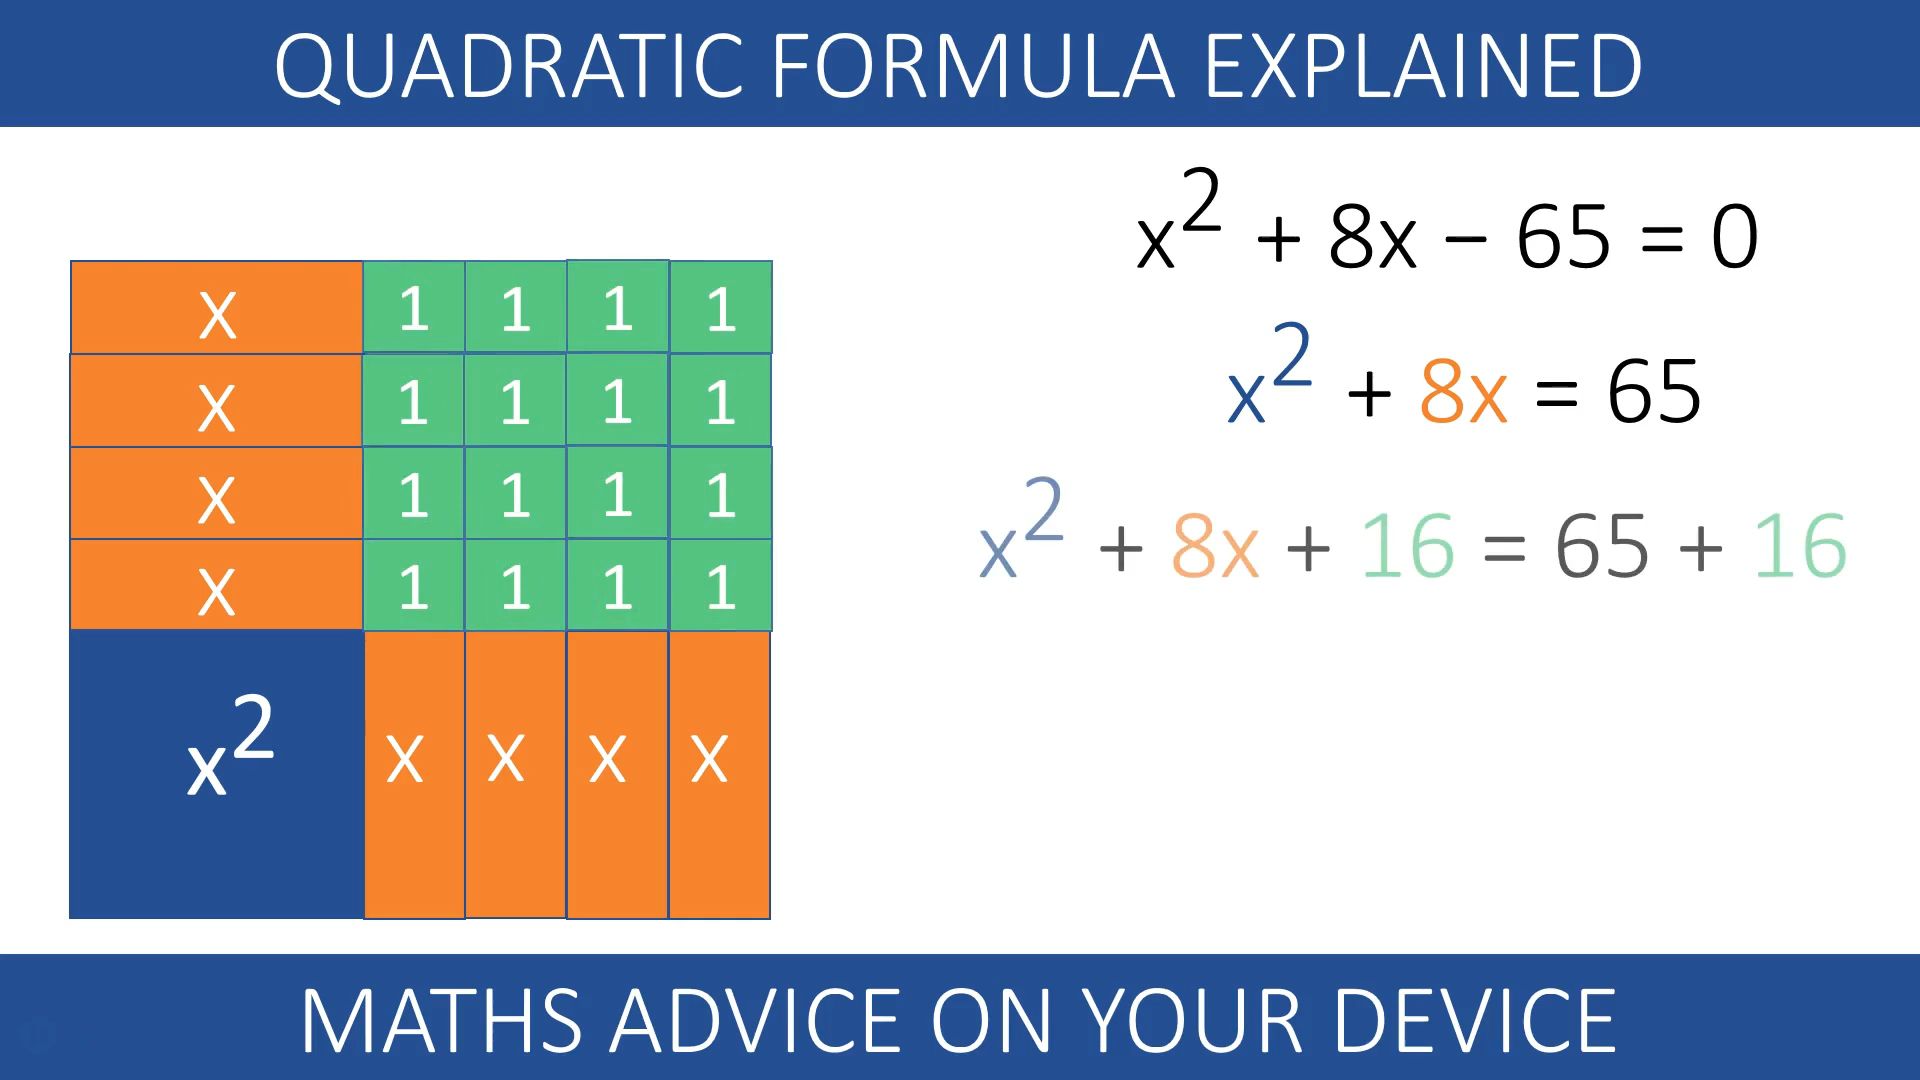 QUADRATIC FORMULA EXPLAINED
x² + 8x – 65 = 0
x² + 8x = 65
x² + 8x + 16 = 65 + 16
X 1 1 1 1
X 1 1 1 1
X 1 1 1 1
X 1 1 1 1
x² X X X X
MATHS ADVICE ON YOUR DEVICE